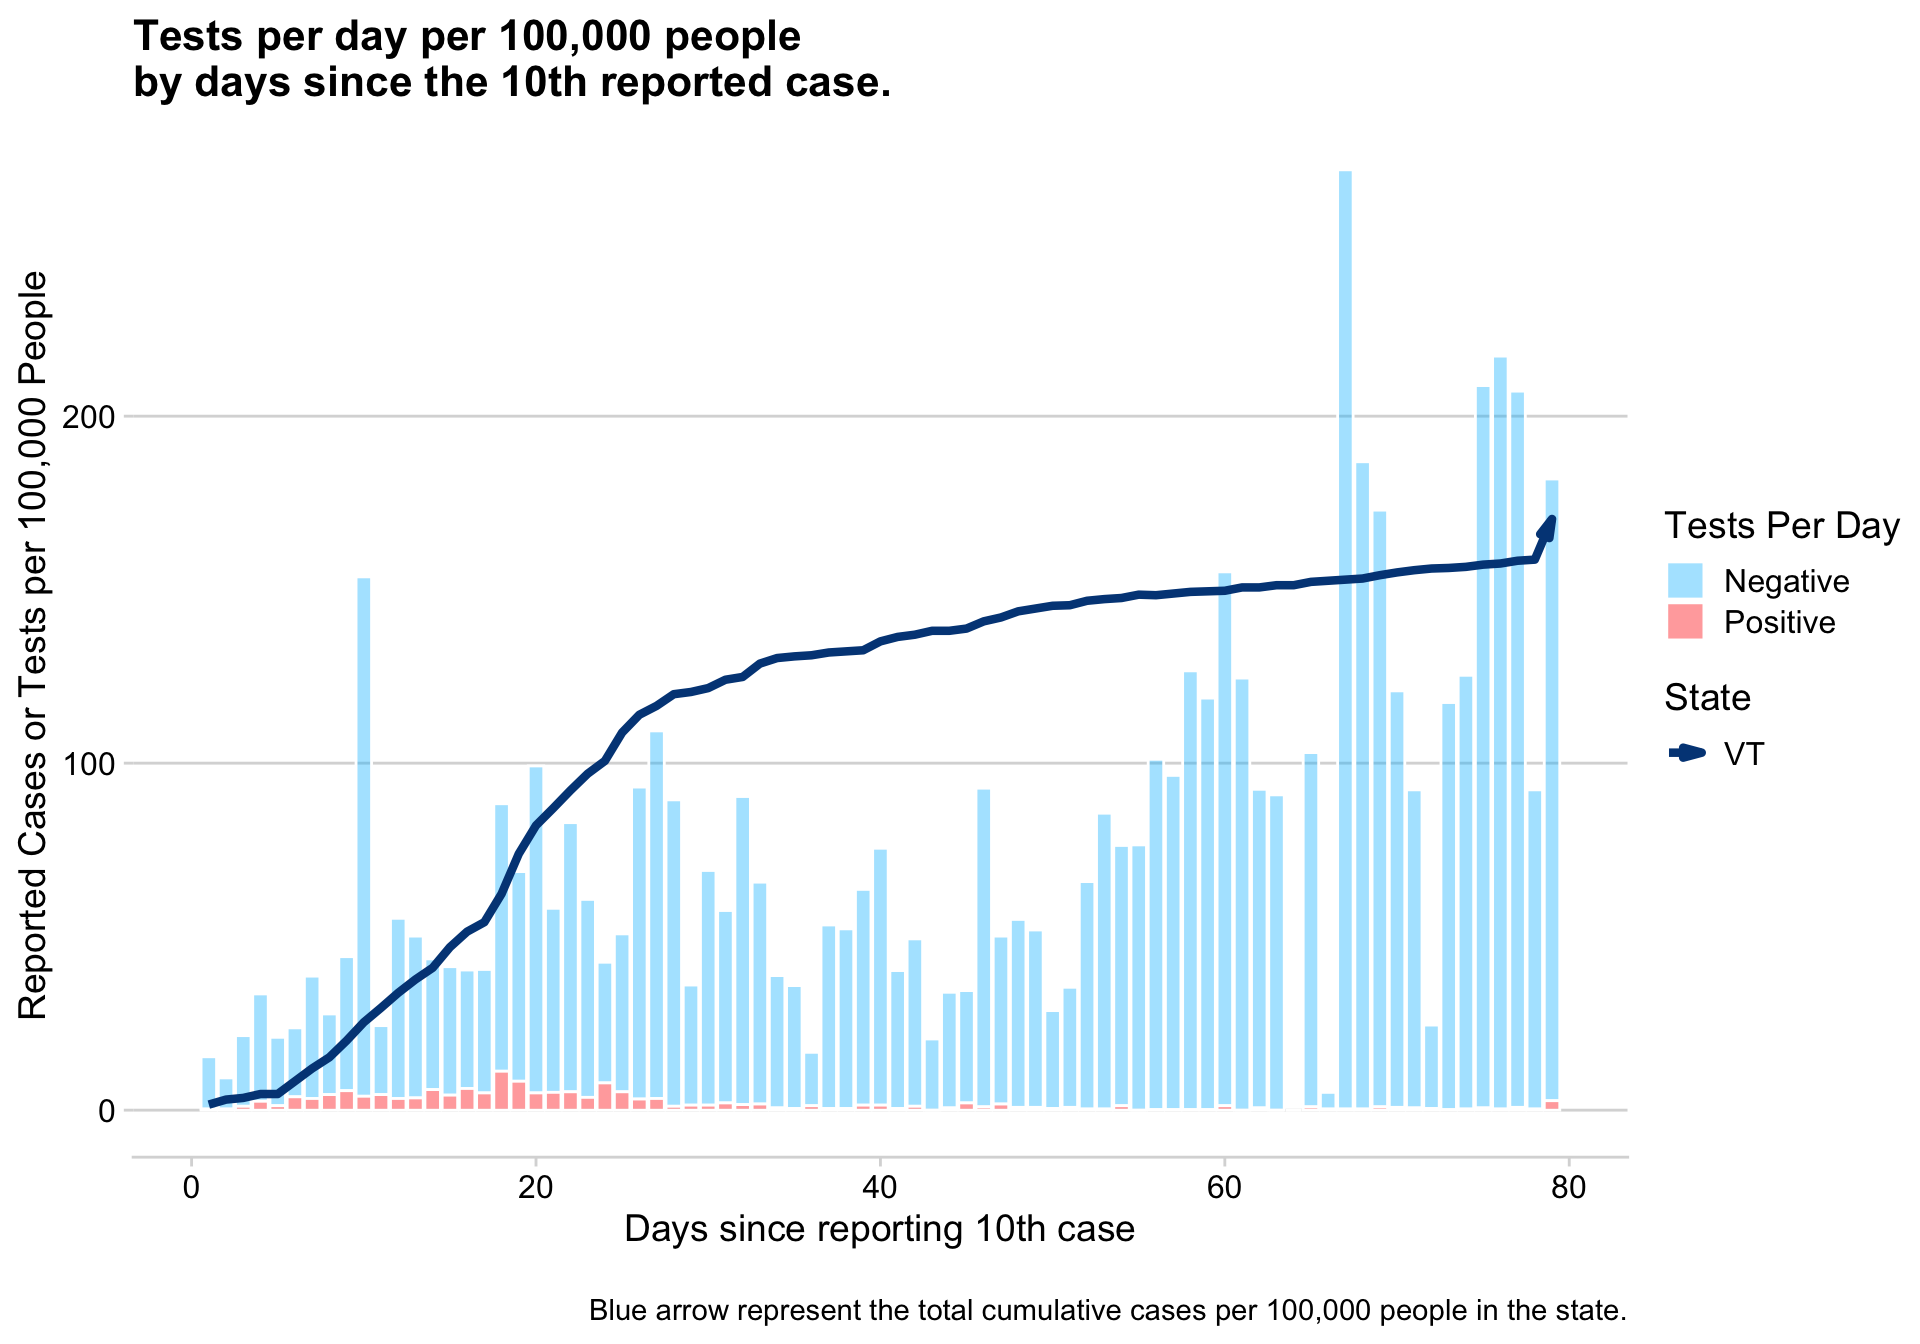 Tests per day per 100,000 people
by days since the 10th reported case.
Reported Cases or Tests per 100,000 People
200
100
0
0
20
40
60
80
Days since reporting 10th case
Tests Per Day
Negative
Positive
State
VT
Blue arrow represent the total cumulative cases per 100,000 people in the state.